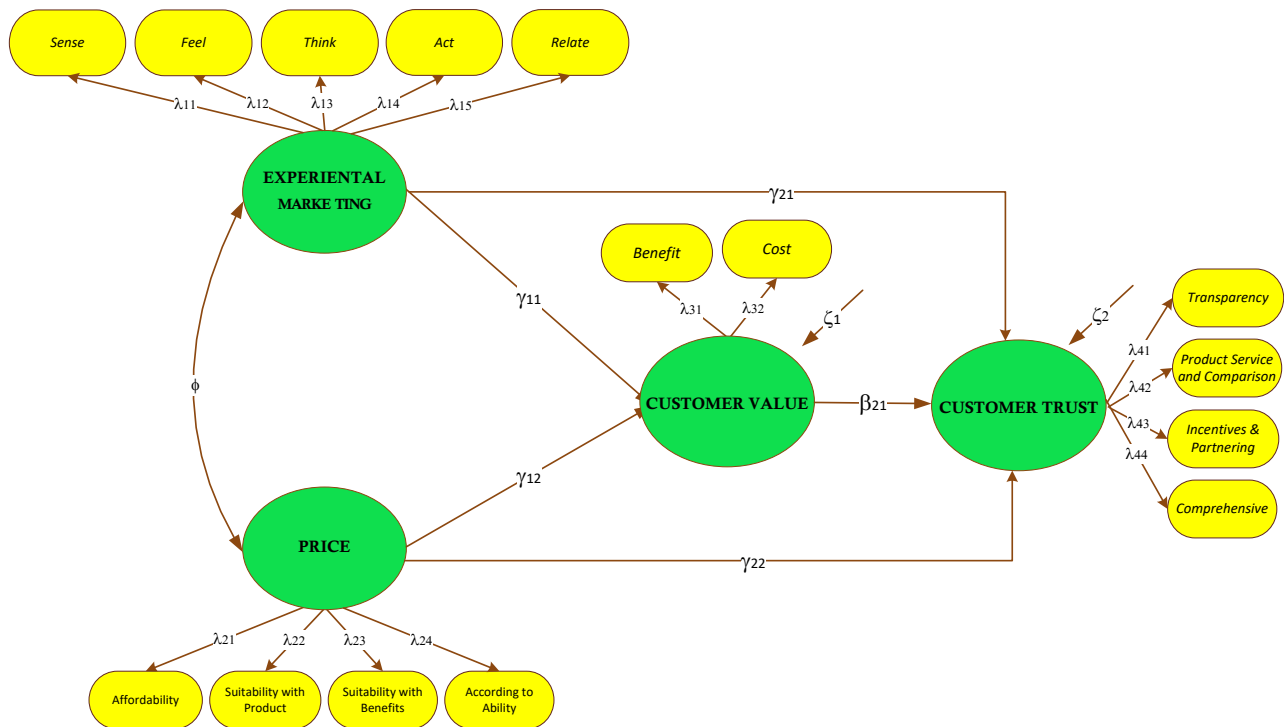 Sense
Feel
Think
Act
Relate
λ11
λ12
λ13
λ14
λ15
EXPERIENTAL
MARKE TING
γ21
Benefit
Cost
γ11
λ31
λ32
ζ1
ζ2
Transparency
λ41
Product Service
and Comparison
λ42
ϕ
CUSTOMER VALUE
β21
CUSTOMER TRUST
λ43
Incentives &
Partnering
λ44
γ12
Comprehensive
PRICE
γ22
λ21
λ22
λ23
λ24
Affordability
Suitability with
Product
Suitability with
Benefits
According to
Ability